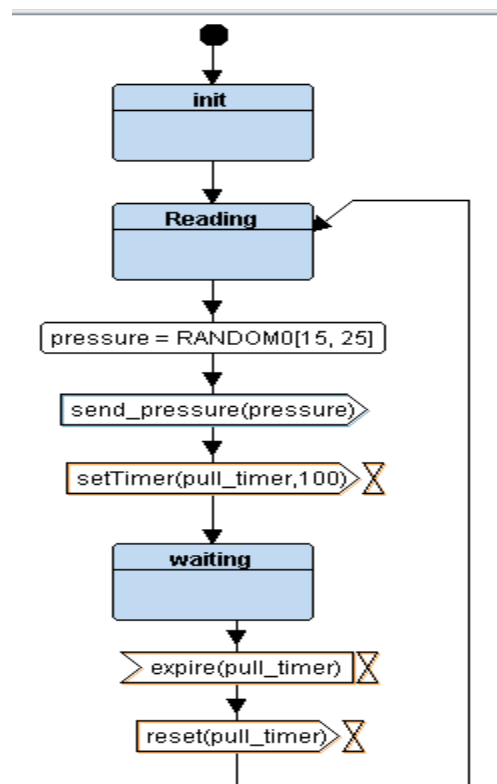 init
Reading
pressure = RANDOM0[15, 25]
send_pressure(pressure)
setTimer(pull_timer,100)
waiting
expire(pull_timer)
reset(pull_timer)